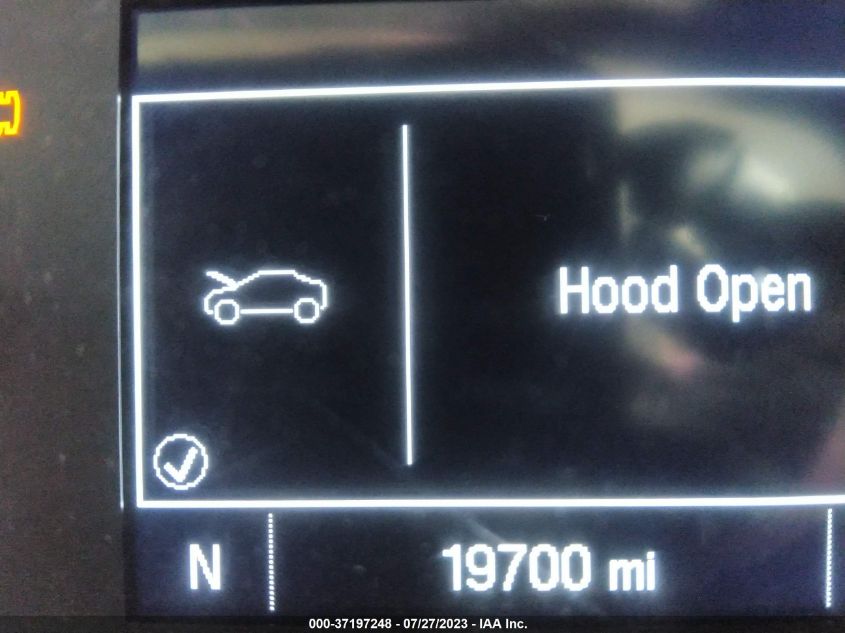 Hood Open
N 19700 mi
000-37197248 - 07/27/2023 - IAA Inc.